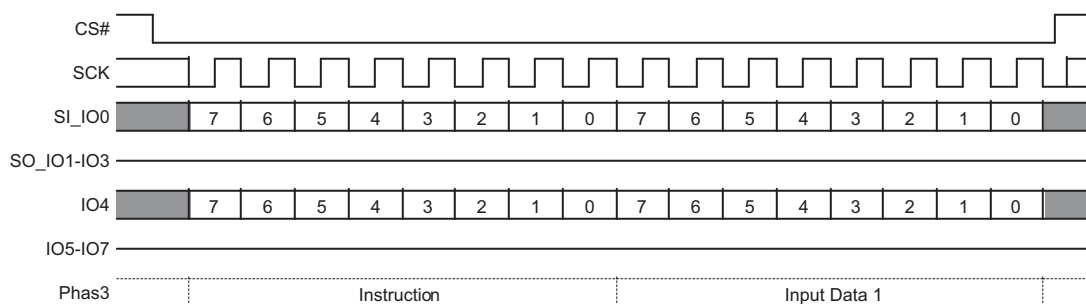 CS#
SCK
SI_IO0 7 6 5 4 3 2 1 0 7 6 5 4 3 2 1 0
SO_IO1-IO3
IO4 7 6 5 4 3 2 1 0 7 6 5 4 3 2 1 0
IO5-IO7
Phas3 Instruction Input Data 1